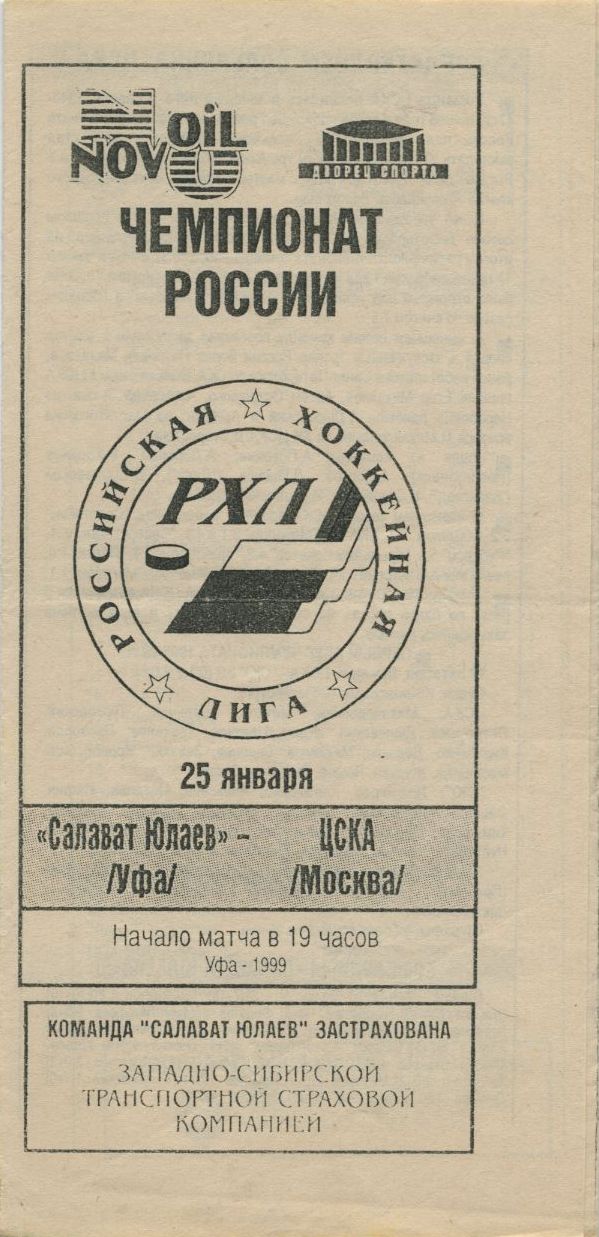 NOVOIL
ДВОРЕЦ СПОРТА
ЧЕМПИОНАТ
РОССИИ
РОССИЙСКАЯ ХОККЕЙНАЯ
РХЛ
ЛИГА
25 января
«Салават Юлаев» – ЦСКА
/Уфа/ /Москва/
Начало матча в 19 часов
Уфа - 1999
КОМАНДА "САЛАВАТ ЮЛАЕВ" ЗАСТРАХОВАНА
ЗАПАДНО-СИБИРСКОЙ
ТРАНСПОРТНОЙ СТРАХОВОЙ
КОМПАНИЕЙ